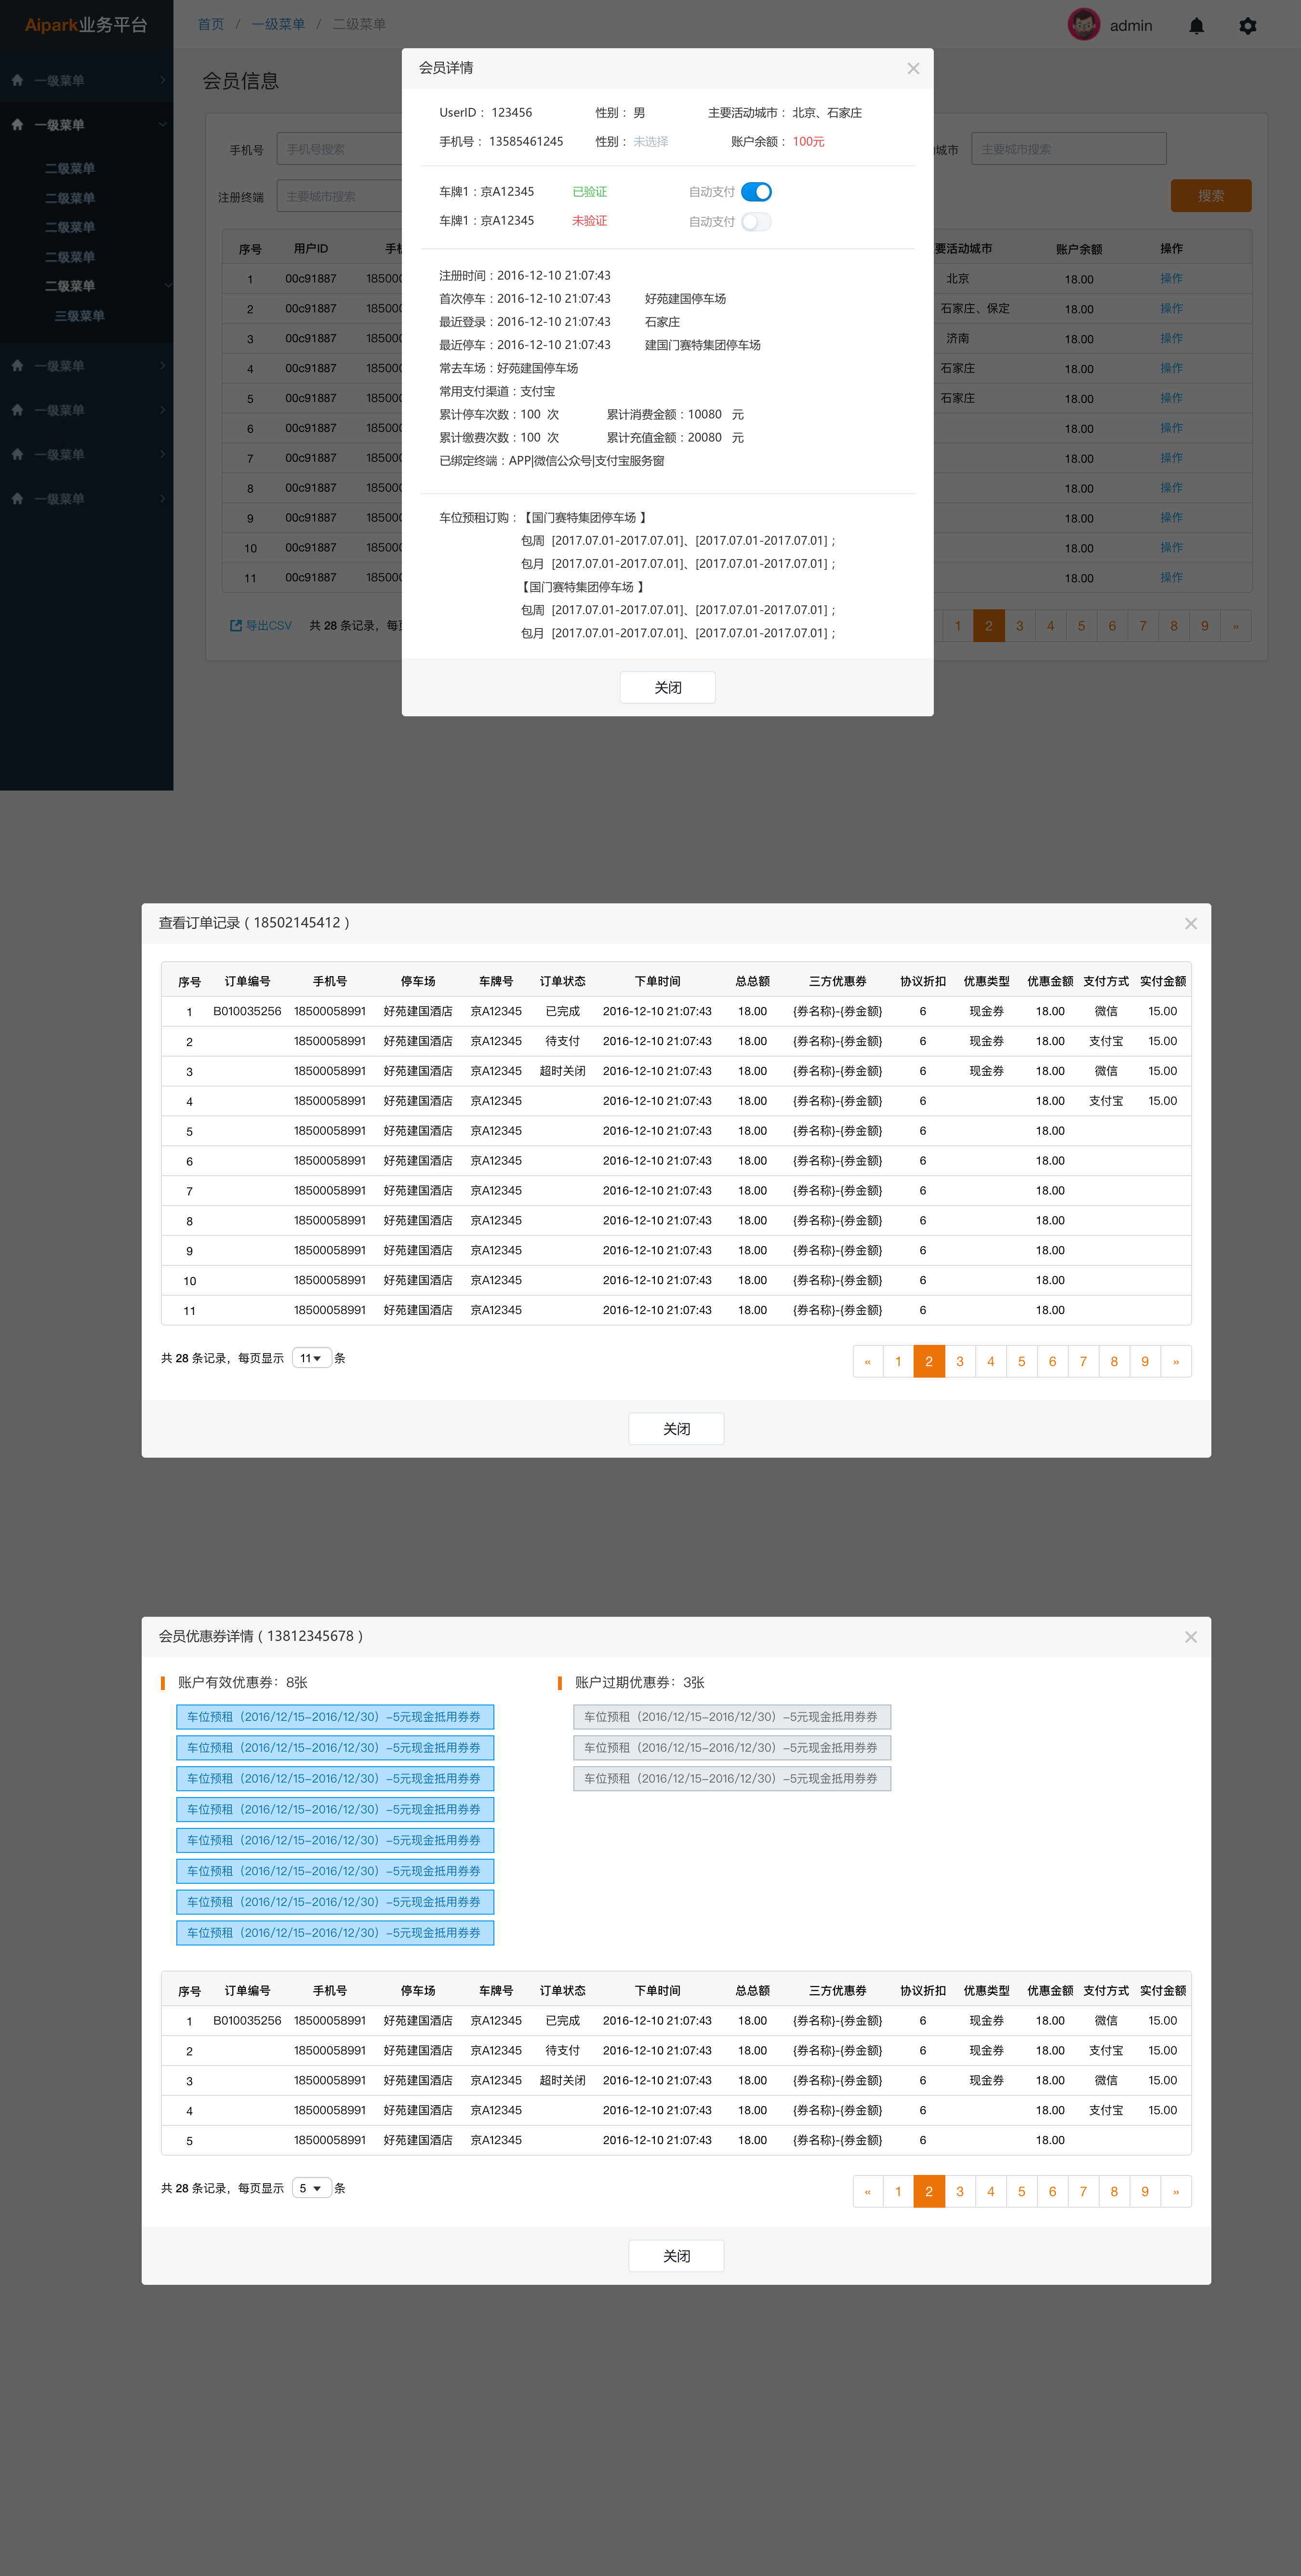 Aipark业务平台
首页 / 一级菜单 / 二级菜单
admin
一级菜单
一级菜单
二级菜单
二级菜单
二级菜单
二级菜单
二级菜单
三级菜单
一级菜单
一级菜单
一级菜单
一级菜单
会员信息
手机号 手机号搜索
城市 主要城市搜索
注册终端 主要城市搜索
搜索
序号 用户ID 要活动城市 账户余额 操作
1 00c91887 18500 北京 18.00 操作
2 00c91887 18500 石家庄、保定 18.00 操作
3 00c91887 18500 济南 18.00 操作
4 00c91887 18500 石家庄 18.00 操作
5 00c91887 18500 石家庄 18.00 操作
6 00c91887 18500 18.00 操作
7 00c91887 18500 18.00 操作
8 00c91887 18500 18.00 操作
9 00c91887 18500 18.00 操作
10 00c91887 18500 18.00 操作
11 00c91887 18500 18.00 操作
导出CSV 共 28 条记录，每
1 2 3 4 5 6 7 8 9 »
会员详情 ×
UserID： 123456 性别： 男 主要活动城市： 北京、石家庄
手机号： 13585461245 性别： 未选择 账户余额： 100元
车牌1：京A12345 已验证 自动支付
车牌1：京A12345 未验证 自动支付
注册时间：2016-12-10 21:07:43
首次停车：2016-12-10 21:07:43 好苑建国停车场
最近登录：2016-12-10 21:07:43 石家庄
最近停车：2016-12-10 21:07:43 建国门赛特集团停车场
常去车场：好苑建国停车场
常用支付渠道：支付宝
累计停车次数：100 次 累计消费金额：10080 元
累计缴费次数：100 次 累计充值金额：20080 元
已绑定终端：APP|微信公众号|支付宝服务窗
车位预租订购：【国门赛特集团停车场 】
包周 [2017.07.01-2017.07.01]、[2017.07.01-2017.07.01]；
包月 [2017.07.01-2017.07.01]、[2017.07.01-2017.07.01]；
【国门赛特集团停车场 】
包周 [2017.07.01-2017.07.01]、[2017.07.01-2017.07.01]；
包月 [2017.07.01-2017.07.01]、[2017.07.01-2017.07.01]；
关闭
查看订单记录（18502145412） ×
序号 订单编号 手机号 停车场 车牌号 订单状态 下单时间 总总额 三方优惠券 协议折扣 优惠类型 优惠金额 支付方式 实付金额
1 B010035256 18500058991 好苑建国酒店 京A12345 已完成 2016-12-10 21:07:43 18.00 {券名称}-{券金额} 6 现金券 18.00 微信 15.00
2 18500058991 好苑建国酒店 京A12345 待支付 2016-12-10 21:07:43 18.00 {券名称}-{券金额} 6 现金券 18.00 支付宝 15.00
3 18500058991 好苑建国酒店 京A12345 超时关闭 2016-12-10 21:07:43 18.00 {券名称}-{券金额} 6 现金券 18.00 微信 15.00
4 18500058991 好苑建国酒店 京A12345 2016-12-10 21:07:43 18.00 {券名称}-{券金额} 6 18.00 支付宝 15.00
5 18500058991 好苑建国酒店 京A12345 2016-12-10 21:07:43 18.00 {券名称}-{券金额} 6 18.00
6 18500058991 好苑建国酒店 京A12345 2016-12-10 21:07:43 18.00 {券名称}-{券金额} 6 18.00
7 18500058991 好苑建国酒店 京A12345 2016-12-10 21:07:43 18.00 {券名称}-{券金额} 6 18.00
8 18500058991 好苑建国酒店 京A12345 2016-12-10 21:07:43 18.00 {券名称}-{券金额} 6 18.00
9 18500058991 好苑建国酒店 京A12345 2016-12-10 21:07:43 18.00 {券名称}-{券金额} 6 18.00
10 18500058991 好苑建国酒店 京A12345 2016-12-10 21:07:43 18.00 {券名称}-{券金额} 6 18.00
11 18500058991 好苑建国酒店 京A12345 2016-12-10 21:07:43 18.00 {券名称}-{券金额} 6 18.00
共 28 条记录，每页显示 11 条
« 1 2 3 4 5 6 7 8 9 »
关闭
会员优惠券详情（13812345678） ×
账户有效优惠券：8张 账户过期优惠券：3张
车位预租（2016/12/15-2016/12/30）-5元现金抵用券券 车位预租（2016/12/15-2016/12/30）-5元现金抵用券券
车位预租（2016/12/15-2016/12/30）-5元现金抵用券券 车位预租（2016/12/15-2016/12/30）-5元现金抵用券券
车位预租（2016/12/15-2016/12/30）-5元现金抵用券券 车位预租（2016/12/15-2016/12/30）-5元现金抵用券券
车位预租（2016/12/15-2016/12/30）-5元现金抵用券券
车位预租（2016/12/15-2016/12/30）-5元现金抵用券券
车位预租（2016/12/15-2016/12/30）-5元现金抵用券券
车位预租（2016/12/15-2016/12/30）-5元现金抵用券券
车位预租（2016/12/15-2016/12/30）-5元现金抵用券券
序号 订单编号 手机号 停车场 车牌号 订单状态 下单时间 总总额 三方优惠券 协议折扣 优惠类型 优惠金额 支付方式 实付金额
1 B010035256 18500058991 好苑建国酒店 京A12345 已完成 2016-12-10 21:07:43 18.00 {券名称}-{券金额} 6 现金券 18.00 微信 15.00
2 18500058991 好苑建国酒店 京A12345 待支付 2016-12-10 21:07:43 18.00 {券名称}-{券金额} 6 现金券 18.00 支付宝 15.00
3 18500058991 好苑建国酒店 京A12345 超时关闭 2016-12-10 21:07:43 18.00 {券名称}-{券金额} 6 现金券 18.00 微信 15.00
4 18500058991 好苑建国酒店 京A12345 2016-12-10 21:07:43 18.00 {券名称}-{券金额} 6 18.00 支付宝 15.00
5 18500058991 好苑建国酒店 京A12345 2016-12-10 21:07:43 18.00 {券名称}-{券金额} 6 18.00
共 28 条记录，每页显示 5 条
« 1 2 3 4 5 6 7 8 9 »
关闭